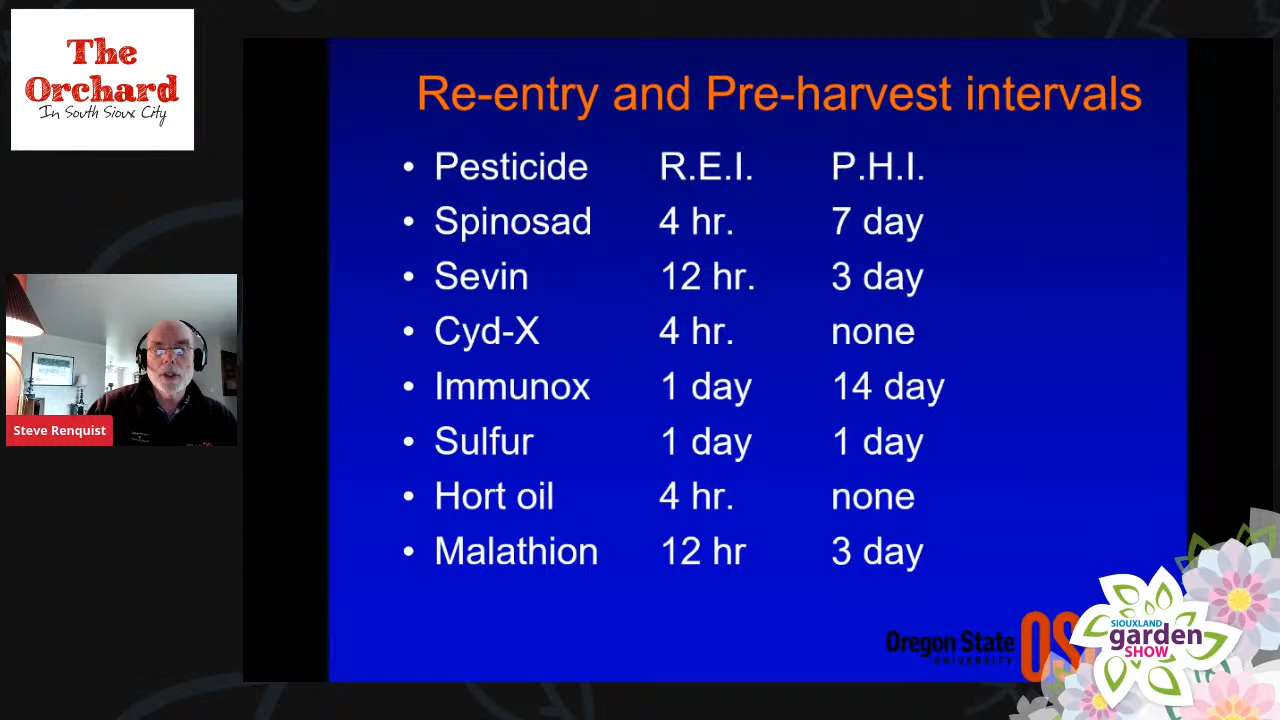 The
Orchard
In South Sioux City
Re-entry and Pre-harvest intervals
• Pesticide R.E.I. P.H.I.
• Spinosad 4 hr. 7 day
• Sevin 12 hr. 3 day
• Cyd-X 4 hr. none
• Immunox 1 day 14 day
• Sulfur 1 day 1 day
• Hort oil 4 hr. none
• Malathion 12 hr 3 day
Steve Renquist
Oregon State
UNIVERSITY
OS
SIOUXLAND
garden
SHOW